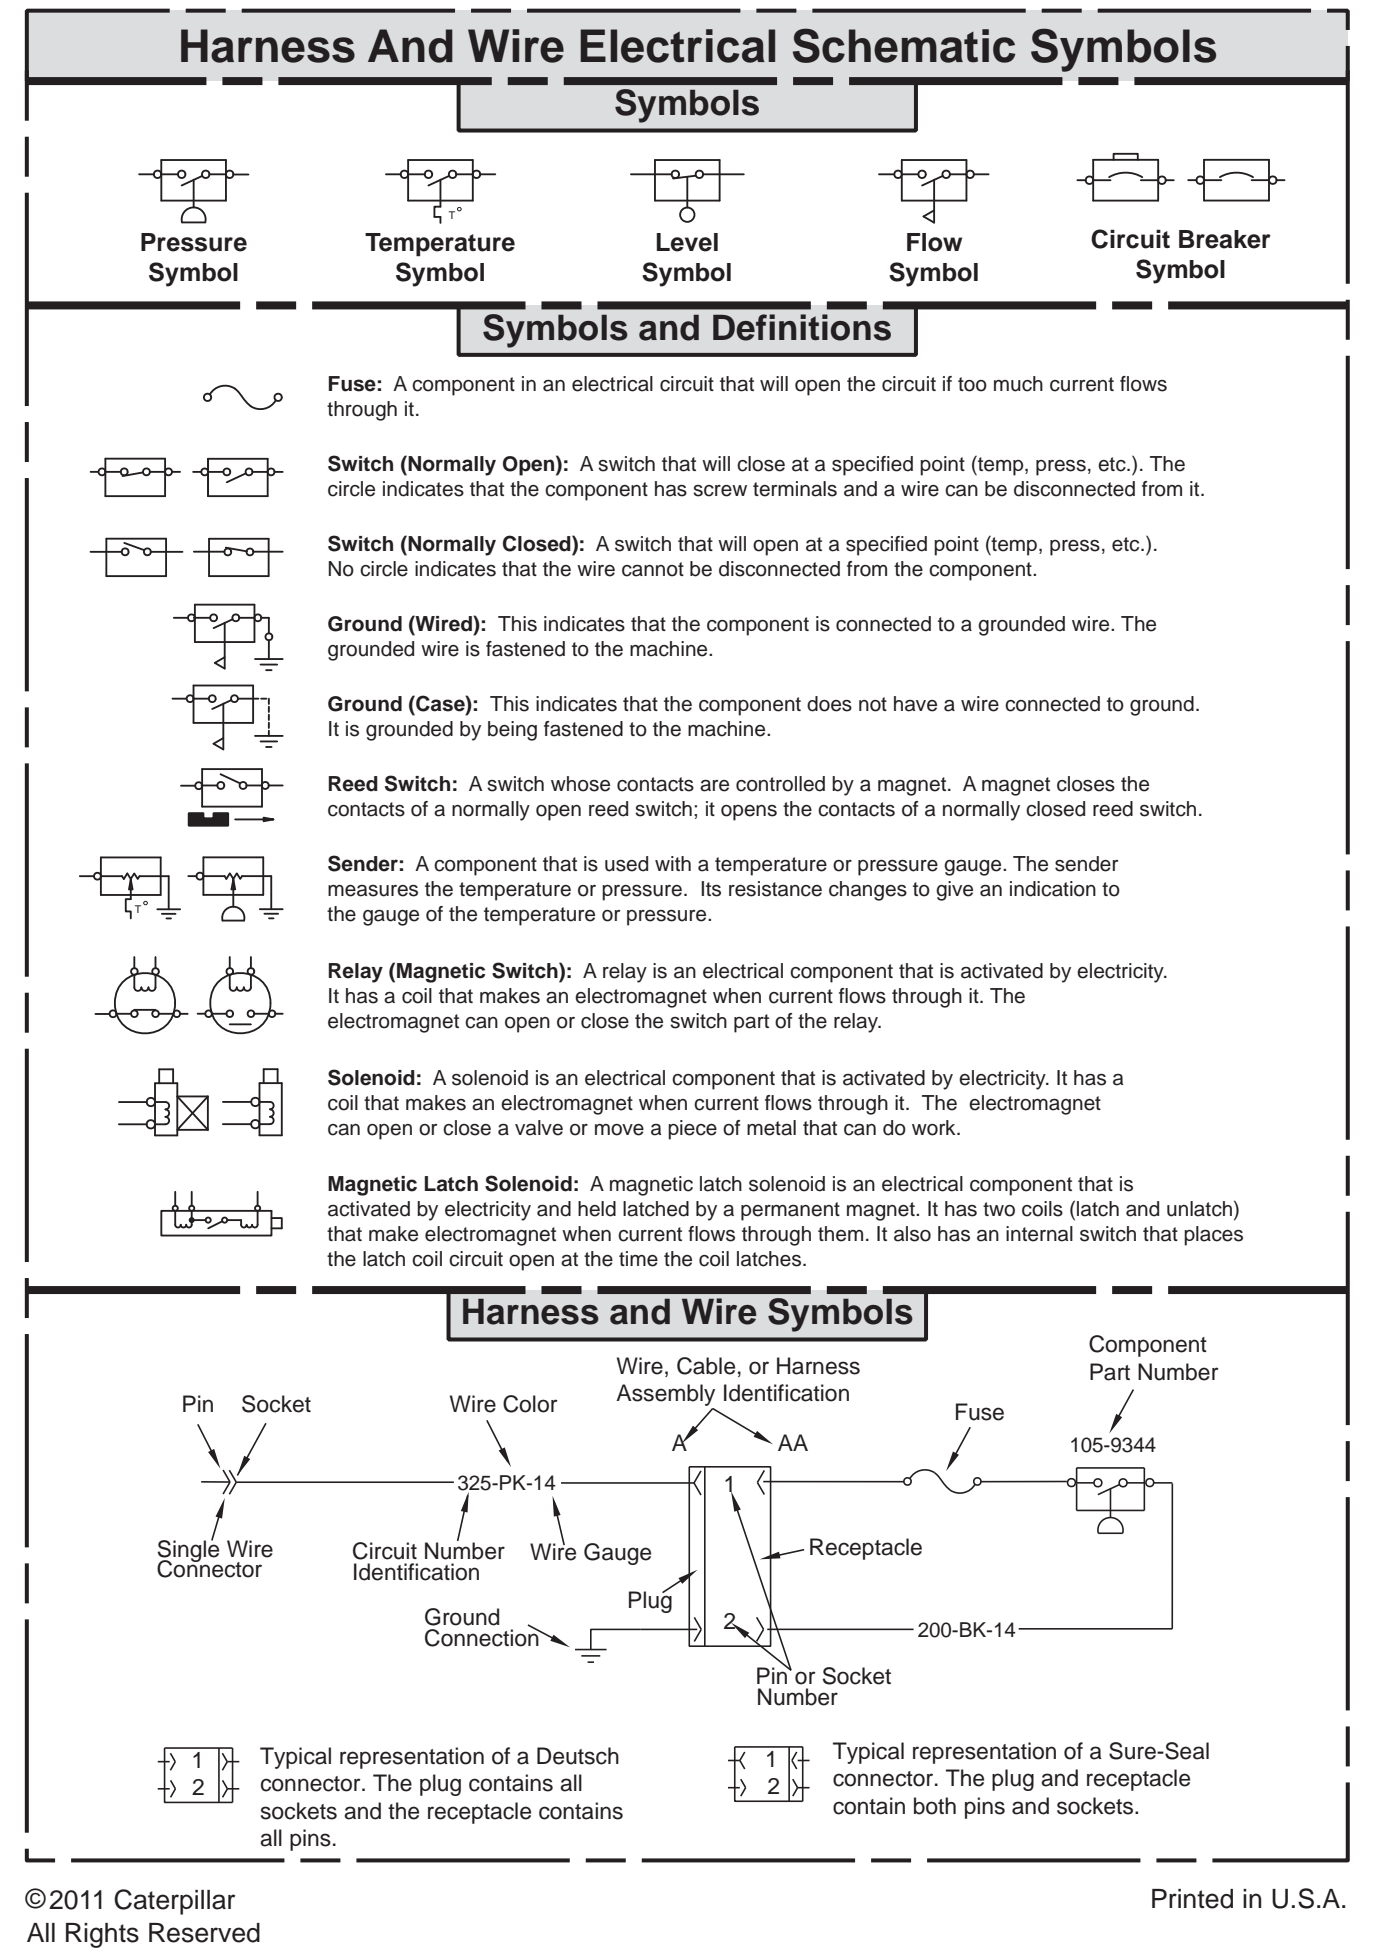 Harness And Wire Electrical Schematic Symbols
Symbols
Pressure
Symbol
T°
Temperature
Symbol
Level
Symbol
Flow
Symbol
Circuit Breaker
Symbol
Symbols and Definitions
Fuse: A component in an electrical circuit that will open the circuit if too much current flows
through it.
Switch (Normally Open): A switch that will close at a specified point (temp, press, etc.). The
circle indicates that the component has screw terminals and a wire can be disconnected from it.
Switch (Normally Closed): A switch that will open at a specified point (temp, press, etc.).
No circle indicates that the wire cannot be disconnected from the component.
Ground (Wired): This indicates that the component is connected to a grounded wire. The
grounded wire is fastened to the machine.
Ground (Case): This indicates that the component does not have a wire connected to ground.
It is grounded by being fastened to the machine.
Reed Switch: A switch whose contacts are controlled by a magnet. A magnet closes the
contacts of a normally open reed switch; it opens the contacts of a normally closed reed switch.
T°
Sender: A component that is used with a temperature or pressure gauge. The sender
measures the temperature or pressure. Its resistance changes to give an indication to
the gauge of the temperature or pressure.
Relay (Magnetic Switch): A relay is an electrical component that is activated by electricity.
It has a coil that makes an electromagnet when current flows through it. The
electromagnet can open or close the switch part of the relay.
Solenoid: A solenoid is an electrical component that is activated by electricity. It has a
coil that makes an electromagnet when current flows through it. The electromagnet
can open or close a valve or move a piece of metal that can do work.
Magnetic Latch Solenoid: A magnetic latch solenoid is an electrical component that is
activated by electricity and held latched by a permanent magnet. It has two coils (latch and unlatch)
that make electromagnet when current flows through them. It also has an internal switch that places
the latch coil circuit open at the time the coil latches.
Harness and Wire Symbols
Pin
Socket
Wire Color
Wire, Cable, or Harness
Assembly Identification
Component
Part Number
Fuse
A
AA
105-9344
325-PK-14
1
Single Wire
Connector
Circuit Number
Identification
Wire Gauge
Receptacle
Plug
Ground
Connection
2
200-BK-14
Pin or Socket
Number
1
2
Typical representation of a Deutsch
connector. The plug contains all
sockets and the receptacle contains
all pins.
1
2
Typical representation of a Sure-Seal
connector. The plug and receptacle
contain both pins and sockets.
©2011 Caterpillar
All Rights Reserved
Printed in U.S.A.